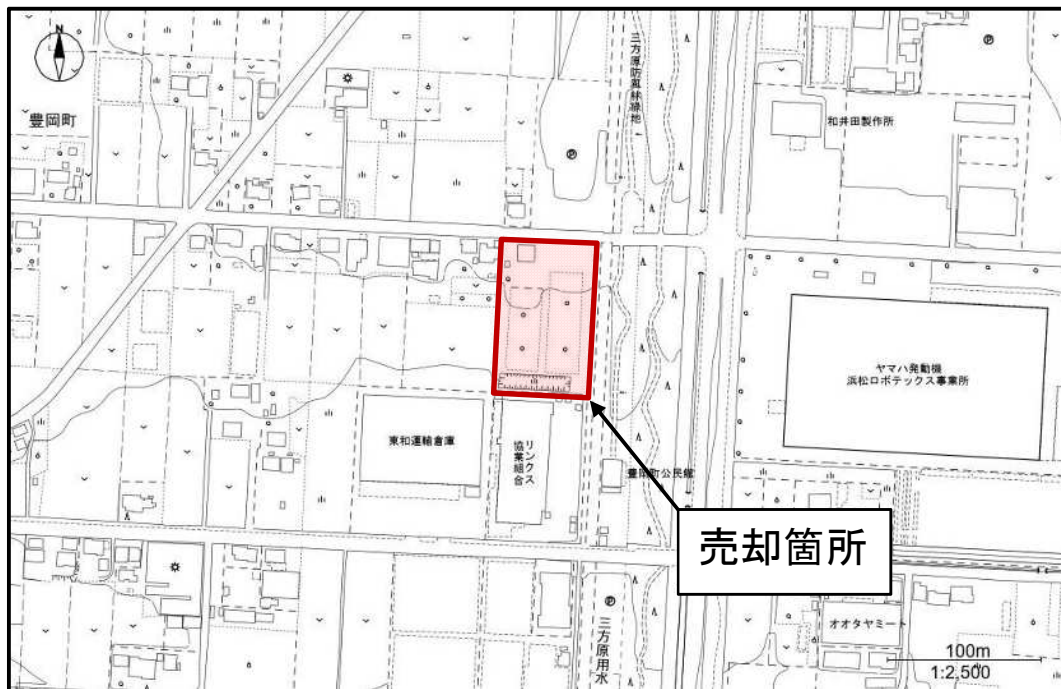 N
豊岡町
三方原防風林緑地
和井田製作所
ヤマハ発動機
浜松ロボテックス事業所
東和運輸倉庫
リンクス
協業組合
豊岡町公民館
売却箇所
三方原用水
オオタヤミート
100m
1:2,500